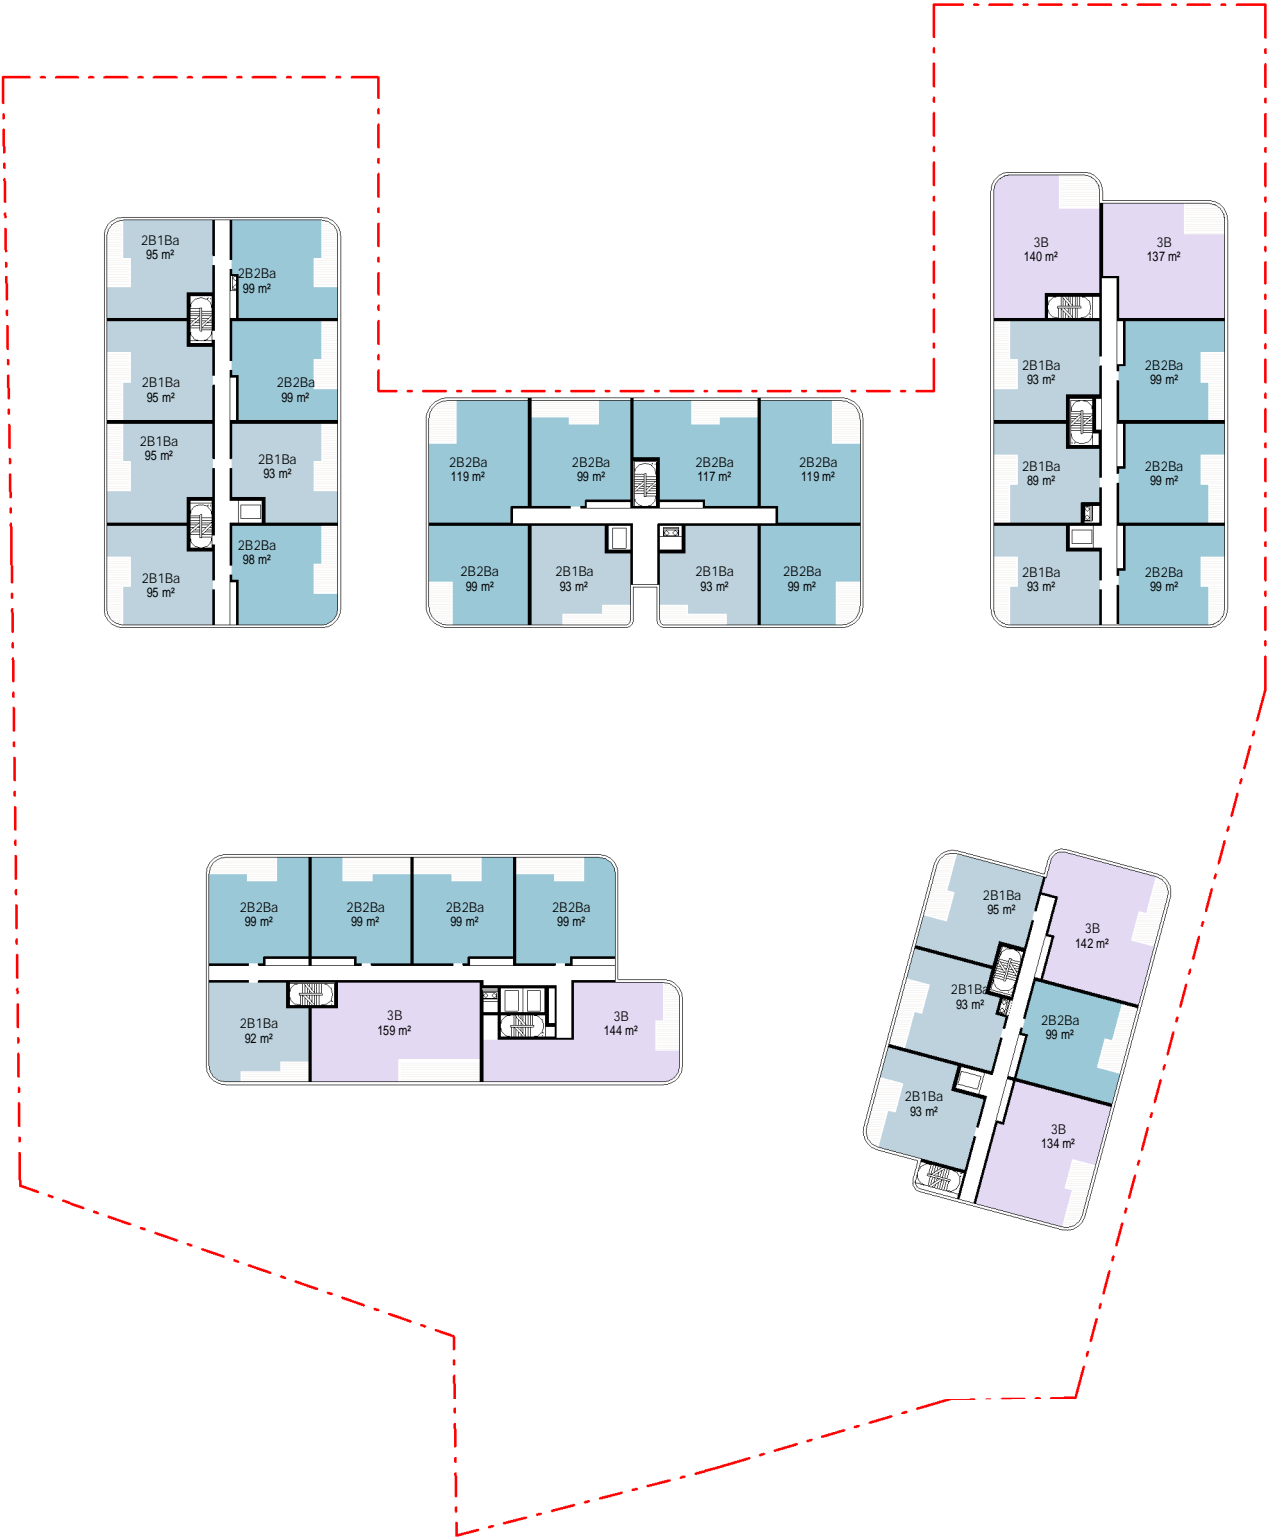 3B
140 m²
3B
137 m²
2B1Ba
95 m²
2B2Ba
99 m²
2B1Ba
95 m²
2B2Ba
99 m²
2B1Ba
95 m²
2B1Ba
93 m²
2B1Ba
95 m²
2B2Ba
98 m²
2B2Ba
119 m²
2B2Ba
99 m²
2B2Ba
117 m²
2B2Ba
119 m²
2B2Ba
99 m²
2B1Ba
93 m²
2B1Ba
93 m²
2B2Ba
99 m²
2B1Ba
93 m²
2B2Ba
99 m²
2B1Ba
89 m²
2B2Ba
99 m²
2B1Ba
93 m²
2B2Ba
99 m²
2B2Ba
99 m²
2B2Ba
99 m²
2B2Ba
99 m²
2B2Ba
99 m²
2B1Ba
92 m²
3B
159 m²
3B
144 m²
2B1Ba
95 m²
3B
142 m²
2B1Ba
93 m²
2B2Ba
99 m²
2B1Ba
93 m²
3B
134 m²